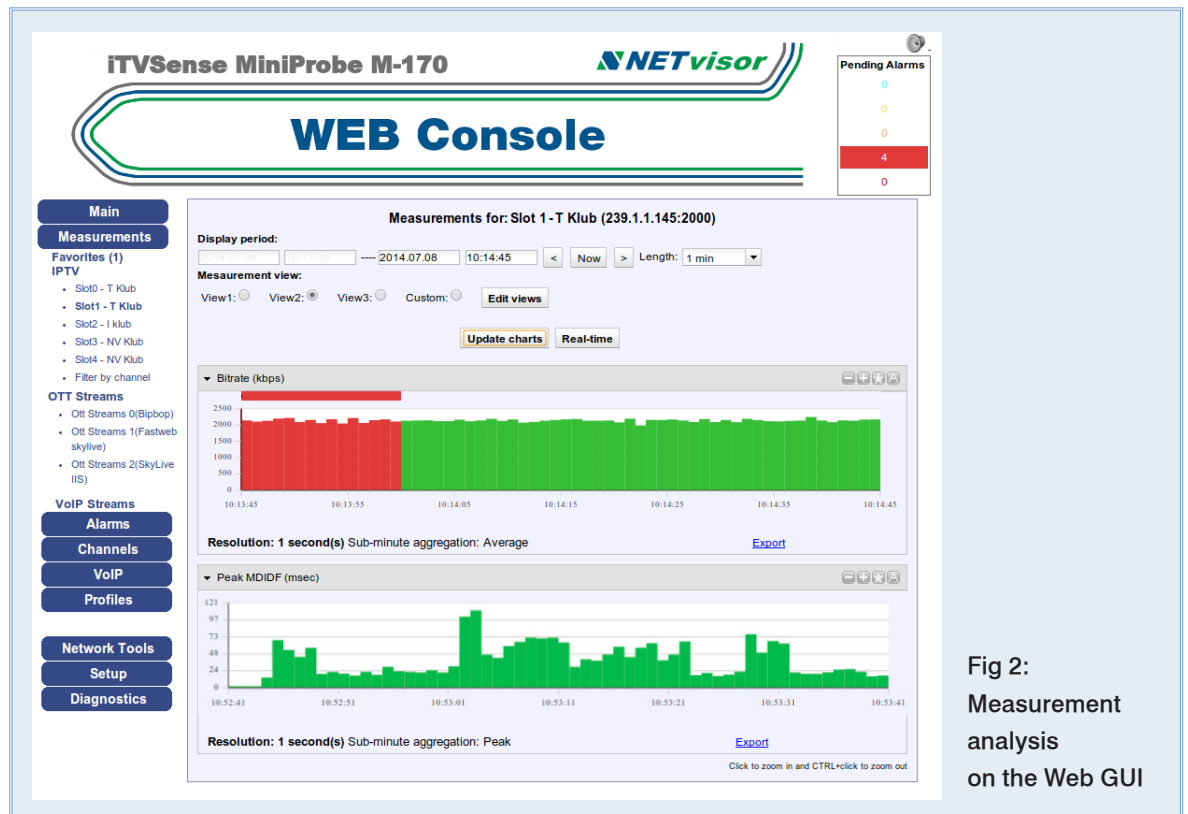 iTVSense MiniProbe M-170
NETvisor
WEB Console
Pending Alarms
0
0
0
4
0
Main
Measurements
Favorites (1)
IPTV
Slot0 - T Klub
Slot1 - T Klub
Slot2 - I klub
Slot3 - NV Klub
Slot4 - NV Klub
Filter by channel
OTT Streams
Ott Streams 0(Bipbop)
Ott Streams 1(Fastweb
skylive)
Ott Streams 2(SkyLive
IIS)
VoIP Streams
Alarms
Channels
VoIP
Profiles
Network Tools
Setup
Diagnostics
Measurements for: Slot 1 - T Klub (239.1.1.145:2000)
Display period:
2014.07.08 ---- 2014.07.08 10:14:45 < Now > Length: 1 min
Mesaurement view:
View1: View2: View3: Custom: Edit views
Update charts Real-time
Bitrate (kbps)
2500
2000
1500
1000
500
0
10:13:45 10:13:55 10:14:05 10:14:15 10:14:25 10:14:35 10:14:45
Resolution: 1 second(s) Sub-minute aggregation: Average Export
Peak MDIDF (msec)
121
97
73
48
24
0
10:52:41 10:52:51 10:53:01 10:53:11 10:53:21 10:53:31 10:53:41
Resolution: 1 second(s) Sub-minute aggregation: Peak Export
Click to zoom in and CTRL+click to zoom out
Fig 2:
Measurement
analysis
on the Web GUI